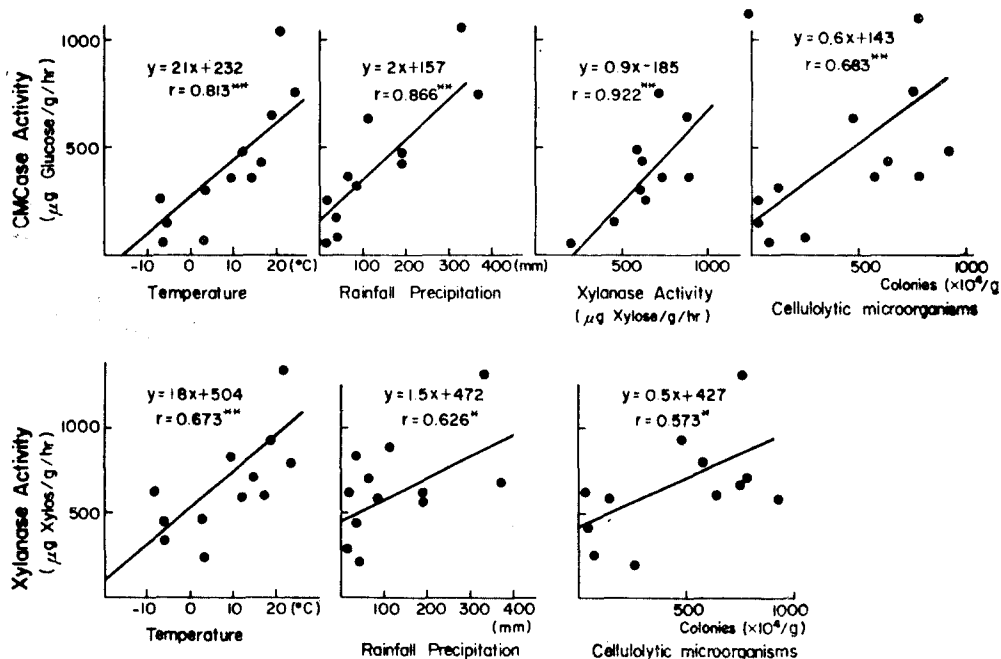 CMCase Activity
(μg Glucose/g/hr)
1000
500
y=21x+232
r=0.813**
-10 0 10 20 (°C)
Temperature
y=2x+157
r=0.866**
100 200 300 400 (mm)
Rainfall Precipitation
y=0.9x-185
r=0.922**
500 1000
Xylanase Activity
(μg Xylose/g/hr)
y=0.6x+143
r=0.683**
500 1000
Colonies (×10⁴/g)
Cellulolytic microorganisms
Xylanase Activity
(μg Xylos/g/hr)
1000
500
y=18x+504
r=0.673**
-10 0 10 20 (°C)
Temperature
y=1.5x+472
r=0.626*
100 200 300 400
(mm)
Rainfall Precipitation
y=0.5x+427
r=0.573*
500 1000
Colonies (×10⁴/g)
Cellulolytic microorganisms